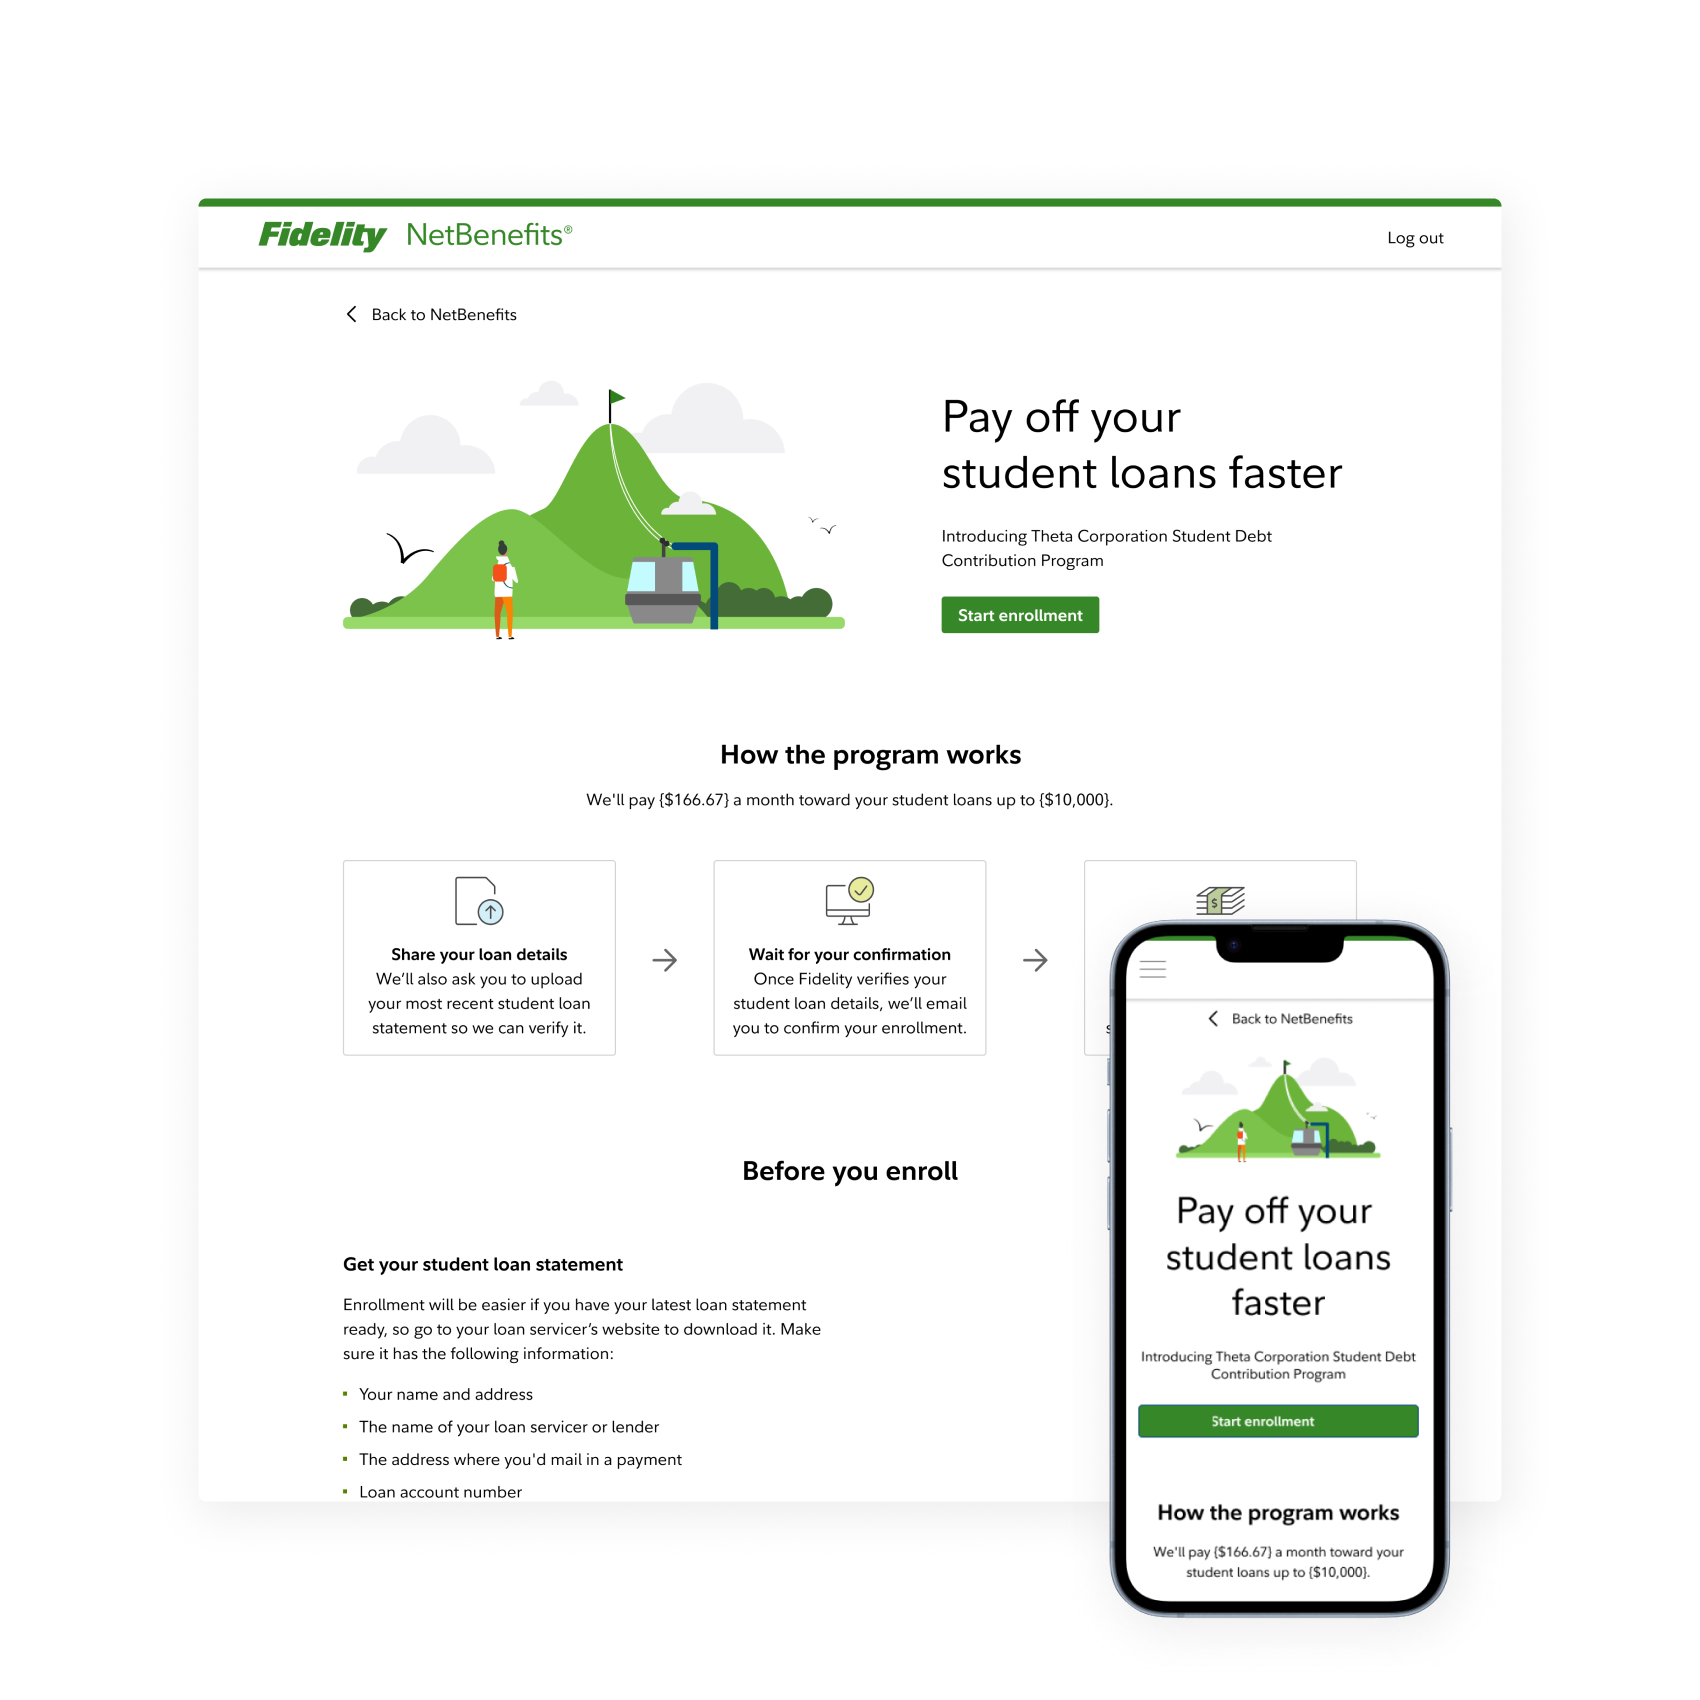 Fidelity NetBenefits®
Log out
Back to NetBenefits
Pay off your
student loans faster
Introducing Theta Corporation Student Debt
Contribution Program
Start enrollment
How the program works
We'll pay {$166.67} a month toward your student loans up to {$10,000}.
Share your loan details
We’ll also ask you to upload
your most recent student loan
statement so we can verify it.
Wait for your confirmation
Once Fidelity verifies your
student loan details, we’ll email
you to confirm your enrollment.
$
Before you enroll
Get your student loan statement
Enrollment will be easier if you have your latest loan statement
ready, so go to your loan servicer’s website to download it. Make
sure it has the following information:
Your name and address
The name of your loan servicer or lender
The address where you'd mail in a payment
Loan account number
Back to NetBenefits
Pay off your
student loans
faster
Introducing Theta Corporation Student Debt
Contribution Program
Start enrollment
How the program works
We'll pay {$166.67} a month toward your
student loans up to {$10,000}.